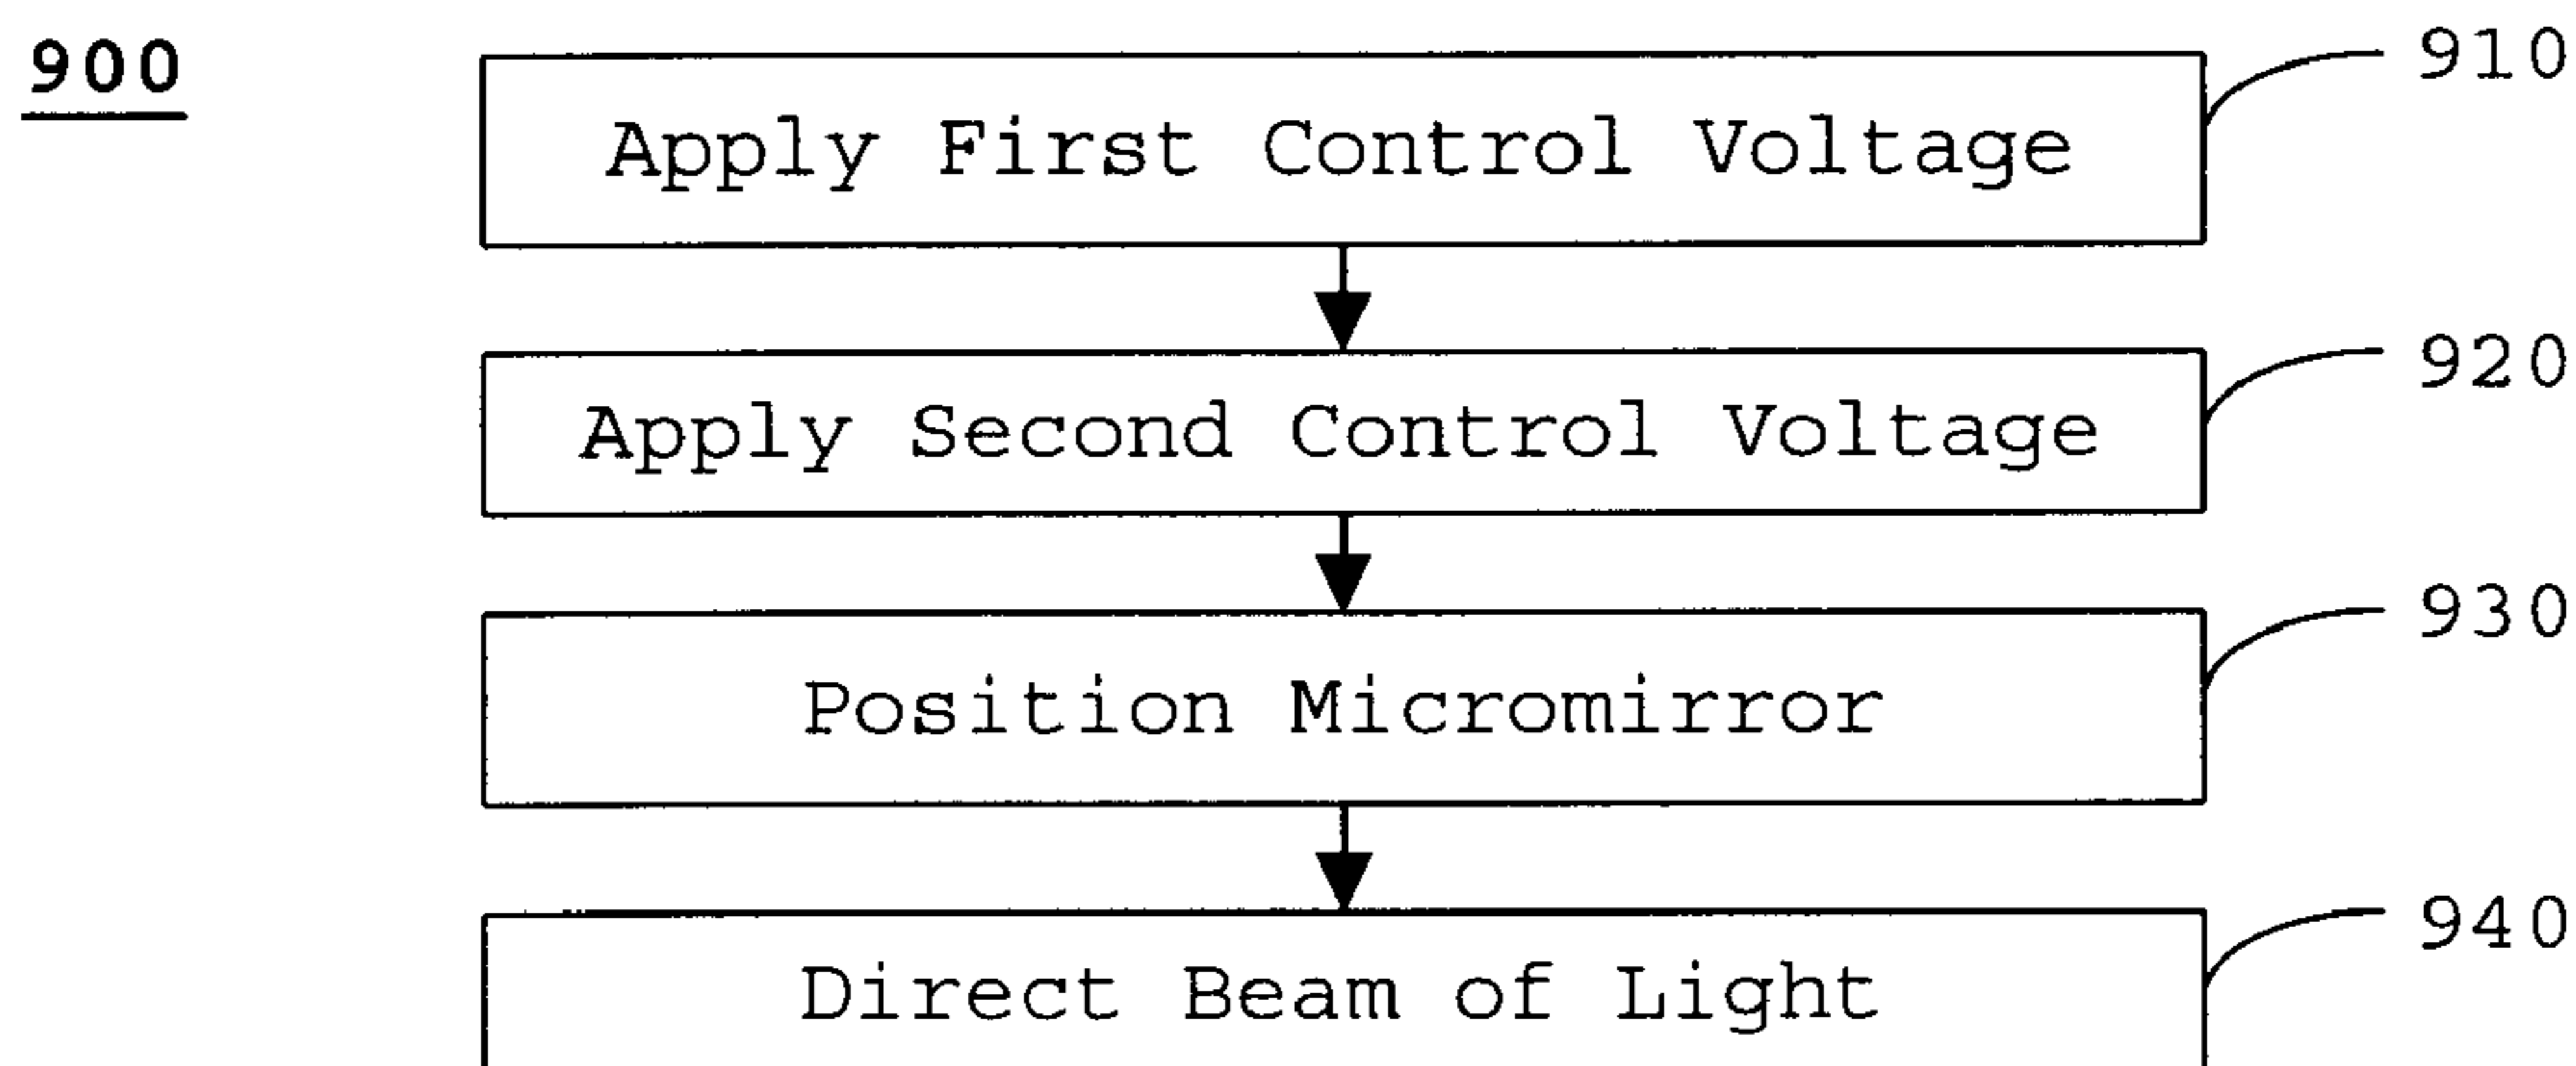 900
Apply First Control Voltage 910
Apply Second Control Voltage 920
Position Micromirror 930
Direct Beam of Light 940